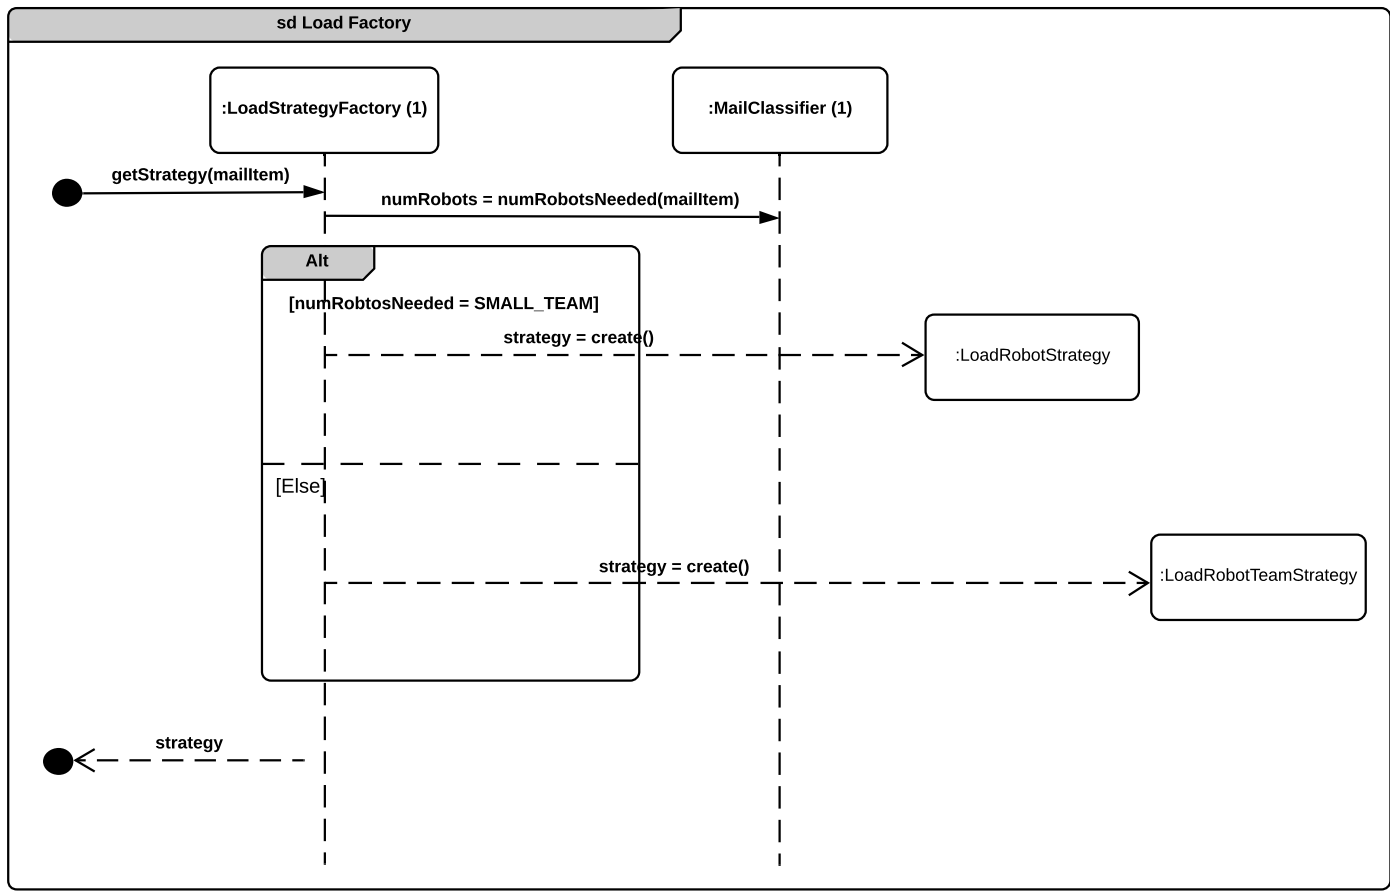 sd Load Factory
:LoadStrategyFactory (1)
:MailClassifier (1)
getStrategy(mailItem)
numRobots = numRobotsNeeded(mailItem)
Alt
[numRobtosNeeded = SMALL_TEAM]
strategy = create()
:LoadRobotStrategy
[Else]
strategy = create()
:LoadRobotTeamStrategy
strategy